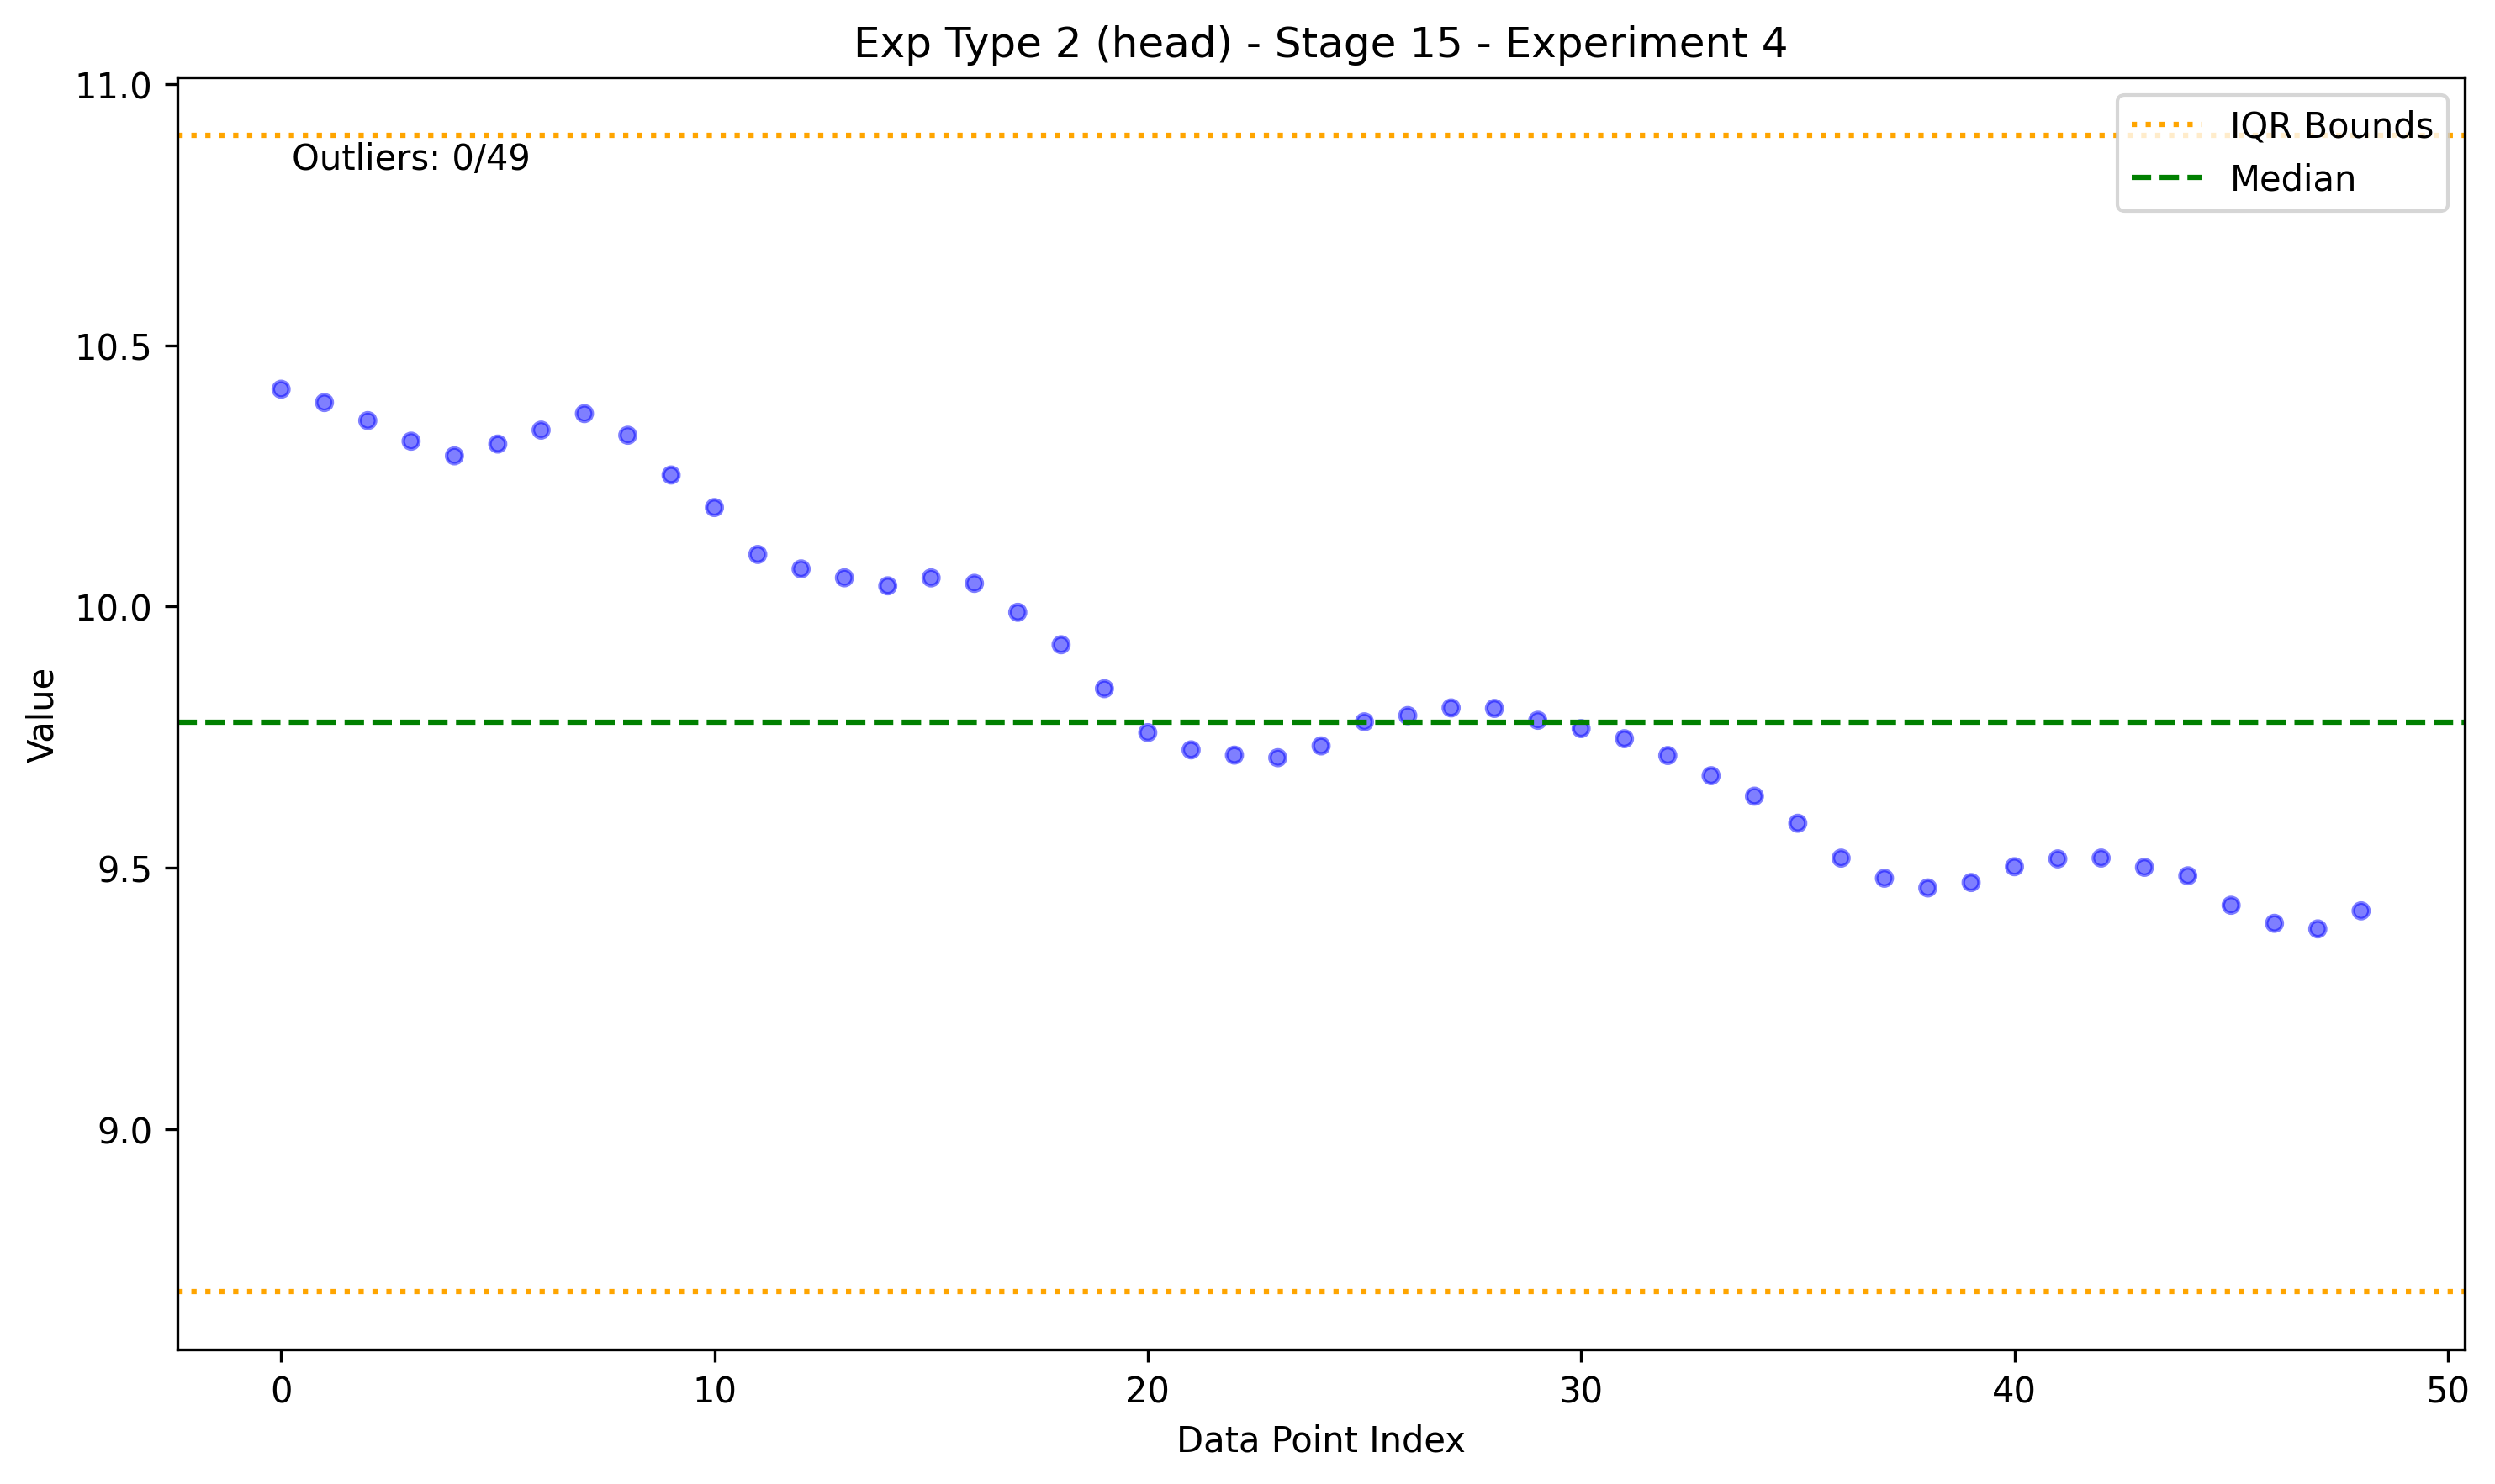 Exp Type 2 (head) - Stage 15 - Experiment 4
11.0
10.5
10.0
9.5
9.0
Value
Outliers: 0/49
IQR Bounds
Median
0 10 20 30 40 50
Data Point Index